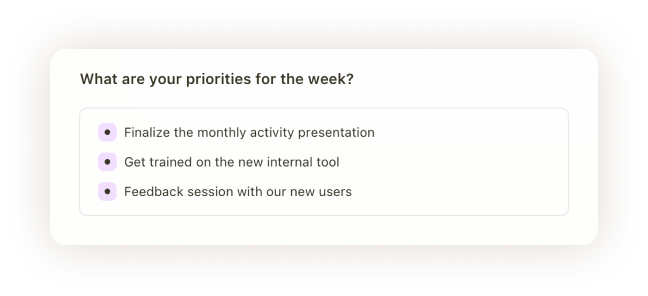 What are your priorities for the week?
Finalize the monthly activity presentation
Get trained on the new internal tool
Feedback session with our new users